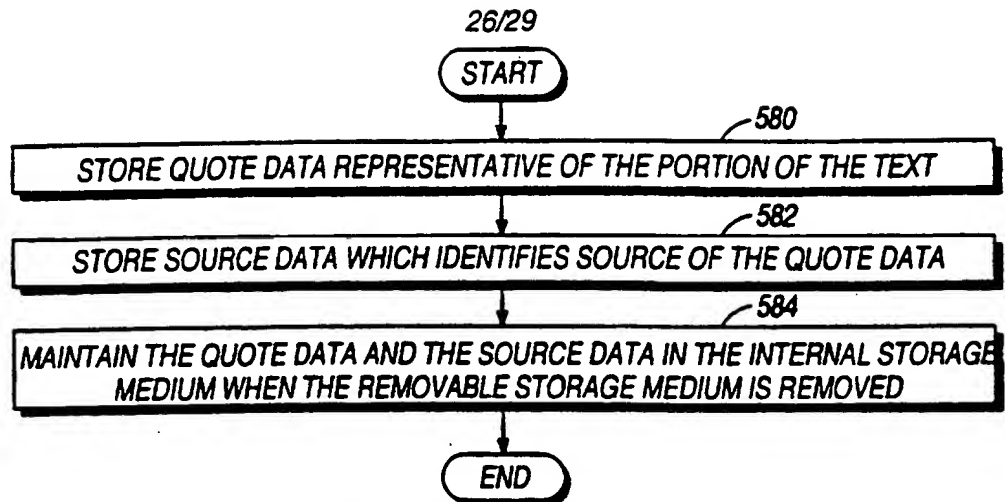 26/29
START
580
STORE QUOTE DATA REPRESENTATIVE OF THE PORTION OF THE TEXT
582
STORE SOURCE DATA WHICH IDENTIFIES SOURCE OF THE QUOTE DATA
584
MAINTAIN THE QUOTE DATA AND THE SOURCE DATA IN THE INTERNAL STORAGE
MEDIUM WHEN THE REMOVABLE STORAGE MEDIUM IS REMOVED
END